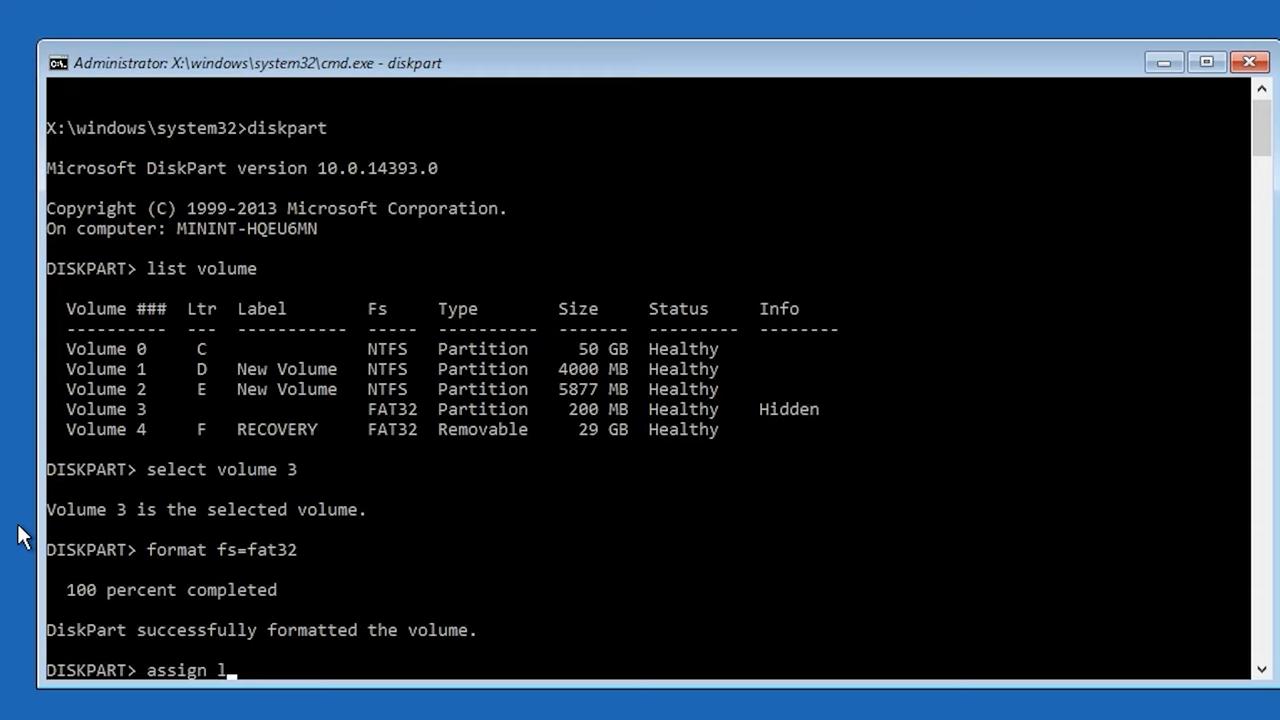 Administrator: X:\windows\system32\cmd.exe - diskpart
X:\windows\system32>diskpart
Microsoft DiskPart version 10.0.14393.0
Copyright (C) 1999-2013 Microsoft Corporation.
On computer: MININT-HQEU6MN
DISKPART> list volume
Volume ### Ltr Label Fs Type Size Status Info
---------- --- ----------- ----- ---------- ------- --------- --------
Volume 0 C NTFS Partition 50 GB Healthy
Volume 1 D New Volume NTFS Partition 4000 MB Healthy
Volume 2 E New Volume NTFS Partition 5877 MB Healthy
Volume 3 FAT32 Partition 200 MB Healthy Hidden
Volume 4 F RECOVERY FAT32 Removable 29 GB Healthy
DISKPART> select volume 3
Volume 3 is the selected volume.
DISKPART> format fs=fat32
100 percent completed
DiskPart successfully formatted the volume.
DISKPART> assign l_